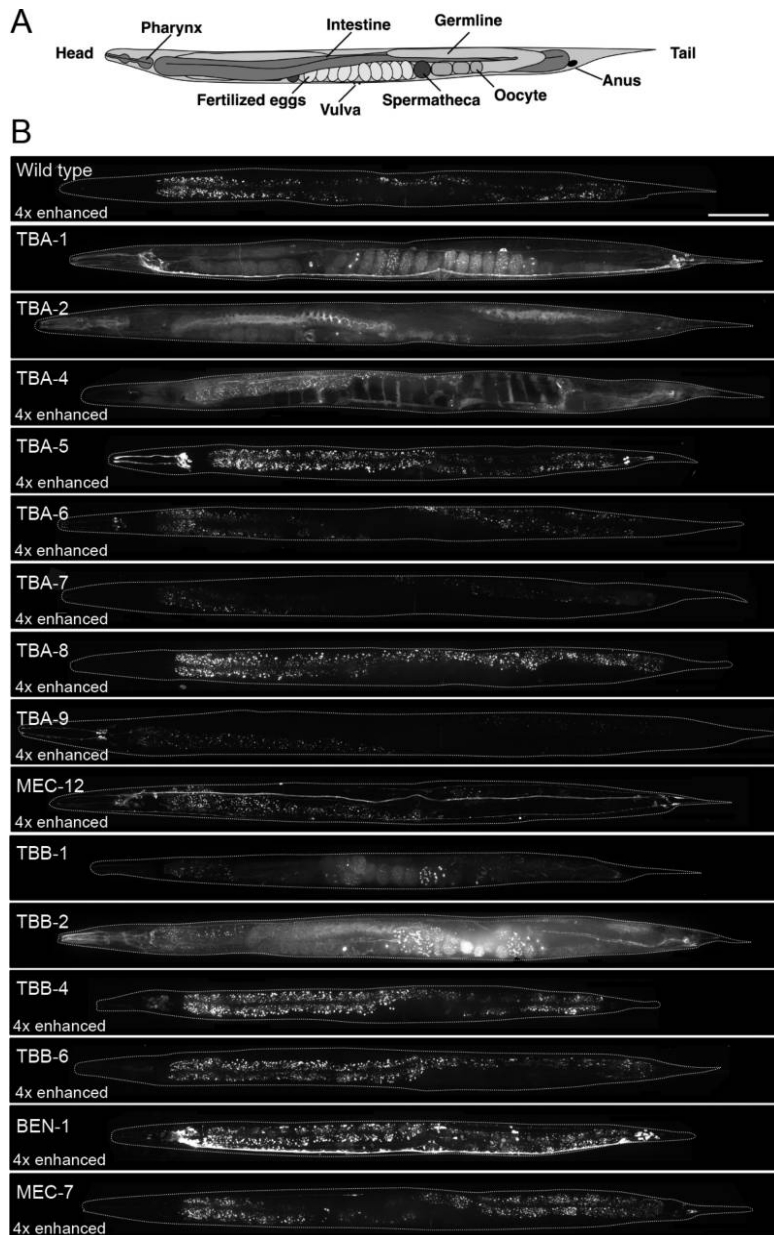 A
Pharynx
Intestine
Germline
Head
Tail
Fertilized eggs
Vulva
Spermatheca
Oocyte
Anus
B
Wild type
4x enhanced
TBA-1
TBA-2
TBA-4
4x enhanced
TBA-5
4x enhanced
TBA-6
4x enhanced
TBA-7
4x enhanced
TBA-8
4x enhanced
TBA-9
4x enhanced
MEC-12
4x enhanced
TBB-1
TBB-2
TBB-4
4x enhanced
TBB-6
4x enhanced
BEN-1
4x enhanced
MEC-7
4x enhanced